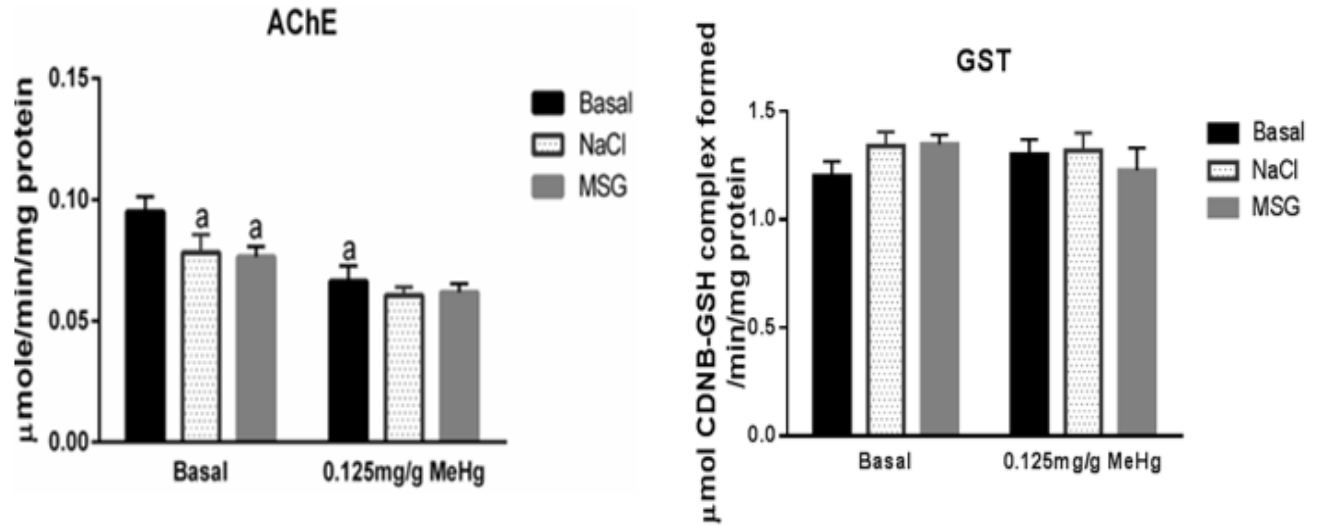 AChE
μmole/min/mg protein
0.15
0.10
0.05
0.00
a
a
a
Basal
0.125mg/g MeHg
Basal
NaCl
MSG
GST
μmol CDNB-GSH complex formed
/min/mg protein
1.5
1.0
0.5
0.0
Basal
0.125mg/g MeHg
Basal
NaCl
MSG